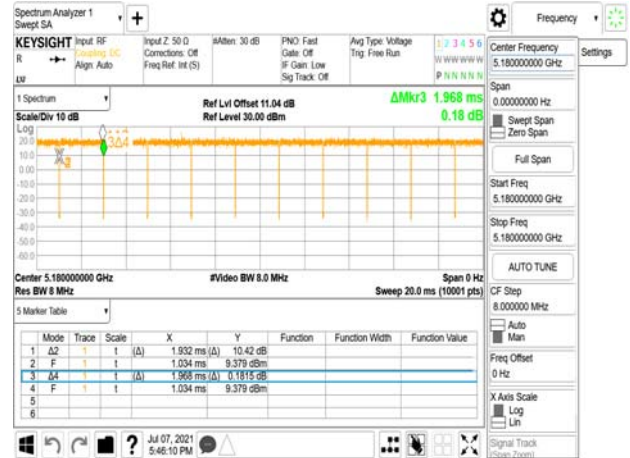 Spectrum Analyzer 1
Swept SA
+
Frequency
KEYSIGHT
R
Input: RF
Coupling: DC
Align: Auto
Input Z: 50 Ω
Corrections: Off
Freq Ref: Int (S)
#Atten: 30 dB
PNO: Fast
Gate: Off
IF Gain: Low
Sig Track: Off
Avg Type: Voltage
Trig: Free Run
1 2 3 4 5 6
W W W W W W
P N N N N N
Center Frequency
5.180000000 GHz
Settings
Span
0.00000000 Hz
Swept Span
Zero Span
Full Span
Start Freq
5.180000000 GHz
Stop Freq
5.180000000 GHz
AUTO TUNE
CF Step
8.000000 MHz
Auto
Man
Freq Offset
0 Hz
X Axis Scale
Log
Lin
Signal Track
(Span Zoom)
1 Spectrum
Scale/Div 10 dB
Ref Lvl Offset 11.04 dB
Ref Level 30.00 dBm
ΔMkr3 1.968 ms
0.18 dB
Log
20.0
10.0
0.00
-10.0
-20.0
-30.0
-40.0
-50.0
-60.0
3Δ4
Center 5.180000000 GHz
Res BW 8 MHz
#Video BW 8.0 MHz
Span 0 Hz
Sweep 20.0 ms (10001 pts)
5 Marker Table
Mode Trace Scale X Y Function Function Width Function Value
1 Δ2 1 t (Δ) 1.932 ms (Δ) 10.42 dB
2 F 1 t 1.034 ms 9.379 dBm
3 Δ4 1 t (Δ) 1.968 ms (Δ) 0.1815 dB
4 F 1 t 1.034 ms 9.379 dBm
5
6
?
Jul 07, 2021
5:46:10 PM